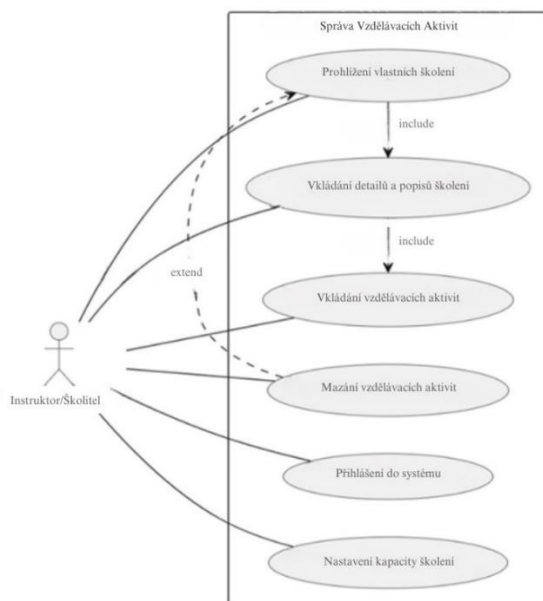 Správa Vzdělávacích Aktivit
Prohlížení vlastních školení
include
Vkládání detailů a popisů školení
include
extend
Vkládání vzdělávacích aktivit
Mazání vzdělávacích aktivit
Instruktor/Školitel
Přihlášení do systému
Nastavení kapacity školení